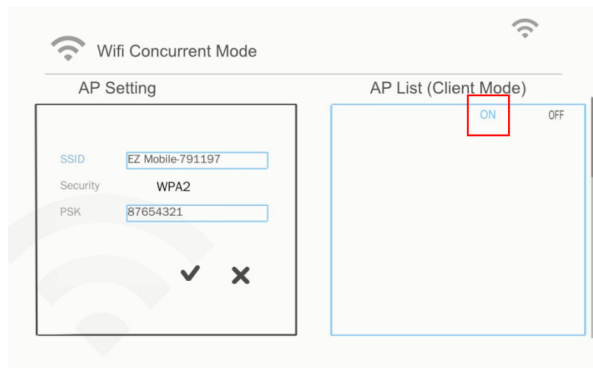 Wifi Concurrent Mode
AP Setting
AP List (Client Mode)
ON OFF
SSID EZ Mobile-791197
Security WPA2
PSK 87654321